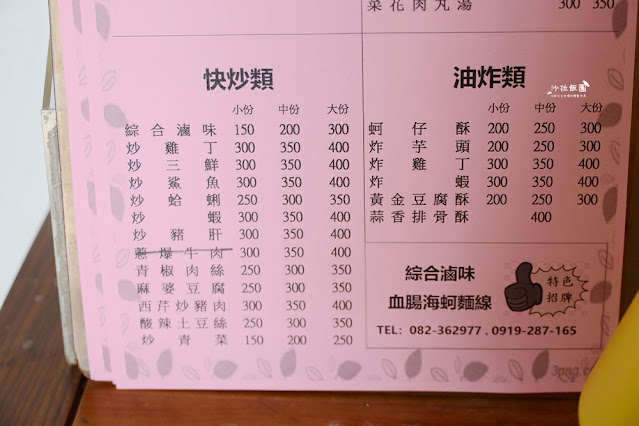 菜花肉丸湯 300 350
快炒類
小份 中份 大份
綜合滷味 150 200 300
炒雞丁 300 350 400
炒三鮮 300 350 400
炒鯊魚 300 350 400
炒蛤蜊 250 300 350
炒蝦 300 350 400
炒豬肝 300 350 400
蔥爆牛肉 300 350 400
青椒肉絲 250 300 350
麻婆豆腐 250 300 350
西芹炒豬肉 300 350 400
酸辣土豆絲 250 300 350
炒青菜 150 200 250
油炸類
小份 中份 大份
蚵仔酥 200 250 300
炸芋頭 200 250 300
炸雞丁 300 350 400
炸蝦 300 350 400
黃金豆腐酥 200 250 300
蒜香排骨酥 400
綜合滷味
血腸海蚵麵線
特色
招牌
TEL: 082-362977 . 0919-287-165
沙拉飯團